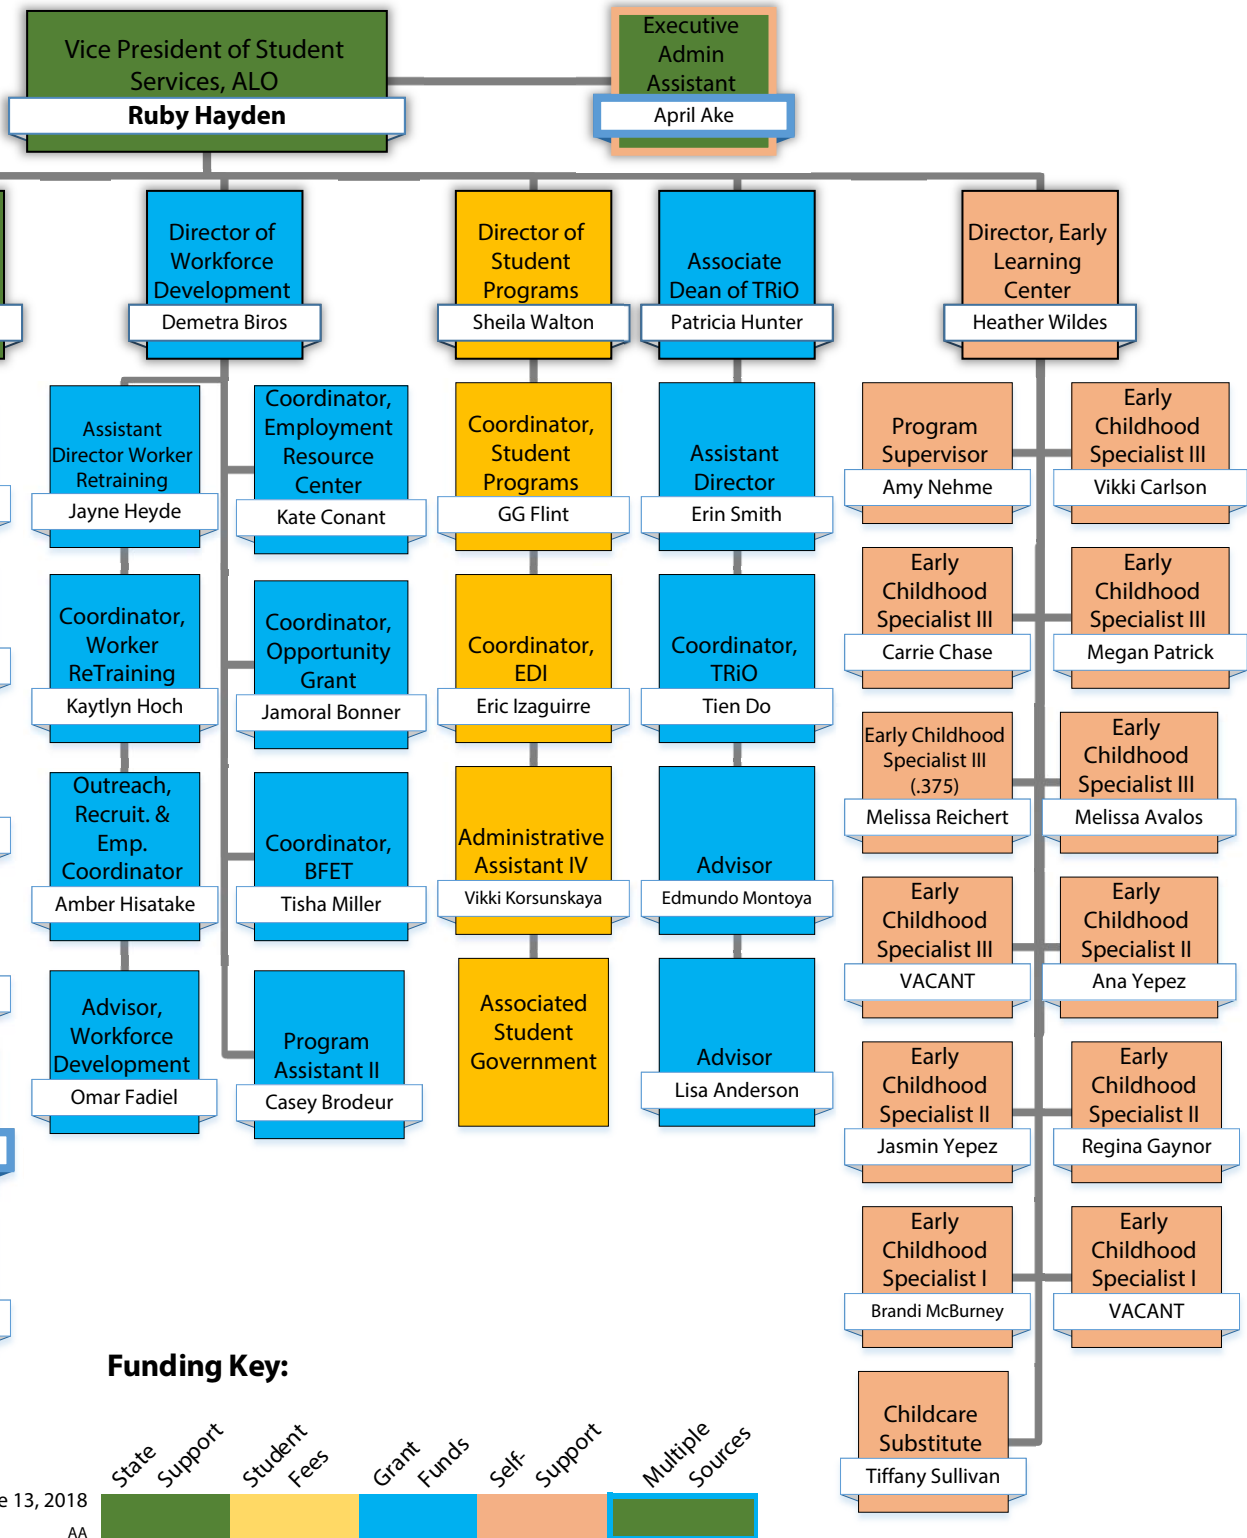 Vice President of Student
Services, ALO
Ruby Hayden
Executive
Admin
Assistant
April Ake
Director of
Workforce
Development
Demetra Biros
Director of
Student
Programs
Sheila Walton
Associate
Dean of TRiO
Patricia Hunter
Director, Early
Learning
Center
Heather Wildes
Assistant
Director Worker
Retraining
Jayne Heyde
Coordinator,
Employment
Resource
Center
Kate Conant
Coordinator,
Student
Programs
GG Flint
Assistant
Director
Erin Smith
Program
Supervisor
Amy Nehme
Early
Childhood
Specialist III
Vikki Carlson
Coordinator,
Worker
ReTraining
Kaytlyn Hoch
Coordinator,
Opportunity
Grant
Jamoral Bonner
Coordinator,
EDI
Eric Izaguirre
Coordinator,
TRiO
Tien Do
Early
Childhood
Specialist III
Carrie Chase
Early
Childhood
Specialist III
Megan Patrick
Outreach,
Recruit. &
Emp.
Coordinator
Amber Hisatake
Coordinator,
BFET
Tisha Miller
Administrative
Assistant IV
Vikki Korsunskaya
Advisor
Edmundo Montoya
Early Childhood
Specialist III
(.375)
Melissa Reichert
Early
Childhood
Specialist III
Melissa Avalos
Early
Childhood
Specialist III
VACANT
Early
Childhood
Specialist II
Ana Yepez
Advisor,
Workforce
Development
Omar Fadiel
Program
Assistant II
Casey Brodeur
Associated
Student
Government
Advisor
Lisa Anderson
Early
Childhood
Specialist II
Jasmin Yepez
Early
Childhood
Specialist II
Regina Gaynor
Early
Childhood
Specialist I
Brandi McBurney
Early
Childhood
Specialist I
VACANT
Childcare
Substitute
Tiffany Sullivan
Funding Key:
State
Support
Student
Fees
Grant
Funds
Self-
Support
Multiple
Sources
e 13, 2018
AA